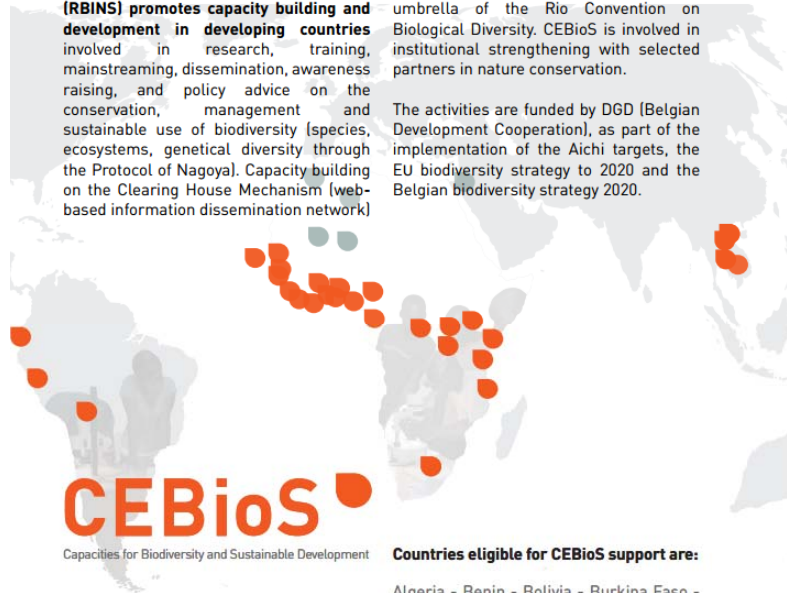 (RBINS) promotes capacity building and
development in developing countries
involved in research, training,
mainstreaming, dissemination, awareness
raising, and policy advice on the
conservation, management and
sustainable use of biodiversity (species,
ecosystems, genetical diversity through
the Protocol of Nagoya). Capacity building
on the Clearing House Mechanism (web-
based information dissemination network)
umbrella of the Rio Convention on
Biological Diversity. CEBioS is involved in
institutional strengthening with selected
partners in nature conservation.
The activities are funded by DGD (Belgian
Development Cooperation), as part of the
implementation of the Aichi targets, the
EU biodiversity strategy to 2020 and the
Belgian biodiversity strategy 2020.
CEBioS
Capacities for Biodiversity and Sustainable Development
Countries eligible for CEBioS support are:
Algeria - Benin - Bolivia - Burkina Faso -